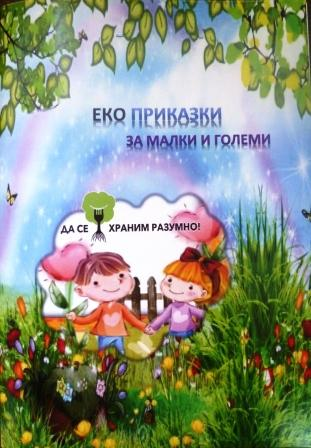 ЕКО ПРИКАЗКИ
ЗА МАЛКИ И ГОЛЕМИ
ДА СЕ ХРАНИМ РАЗУМНО!